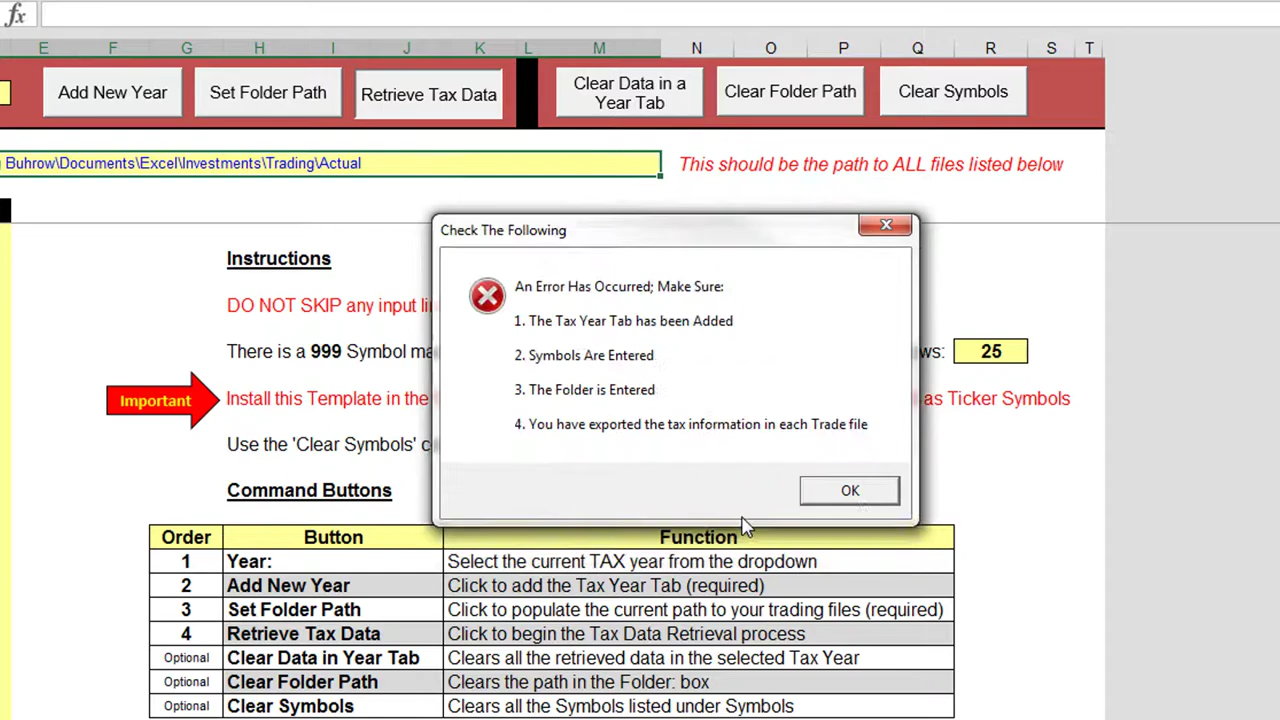 fx
E F G H I J K L M N O P Q R S T
Add New Year
Set Folder Path
Retrieve Tax Data
Clear Data in a
Year Tab
Clear Folder Path
Clear Symbols
Buhrow\Documents\Excel\Investments\Trading\Actual
This should be the path to ALL files listed below
Check The Following
An Error Has Occurred; Make Sure:
1. The Tax Year Tab has been Added
2. Symbols Are Entered
3. The Folder is Entered
4. You have exported the tax information in each Trade file
OK
Instructions
DO NOT SKIP any input
There is a 999 Symbol
25
Important
Install this Template in the
as Ticker Symbols
Use the 'Clear Symbols'
Command Buttons
Order Button Function
1 Year: Select the current TAX year from the dropdown
2 Add New Year Click to add the Tax Year Tab (required)
3 Set Folder Path Click to populate the current path to your trading files (required)
4 Retrieve Tax Data Click to begin the Tax Data Retrieval process
Optional Clear Data in Year Tab Clears all the retrieved data in the selected Tax Year
Optional Clear Folder Path Clears the path in the Folder: box
Optional Clear Symbols Clears all the Symbols listed under Symbols